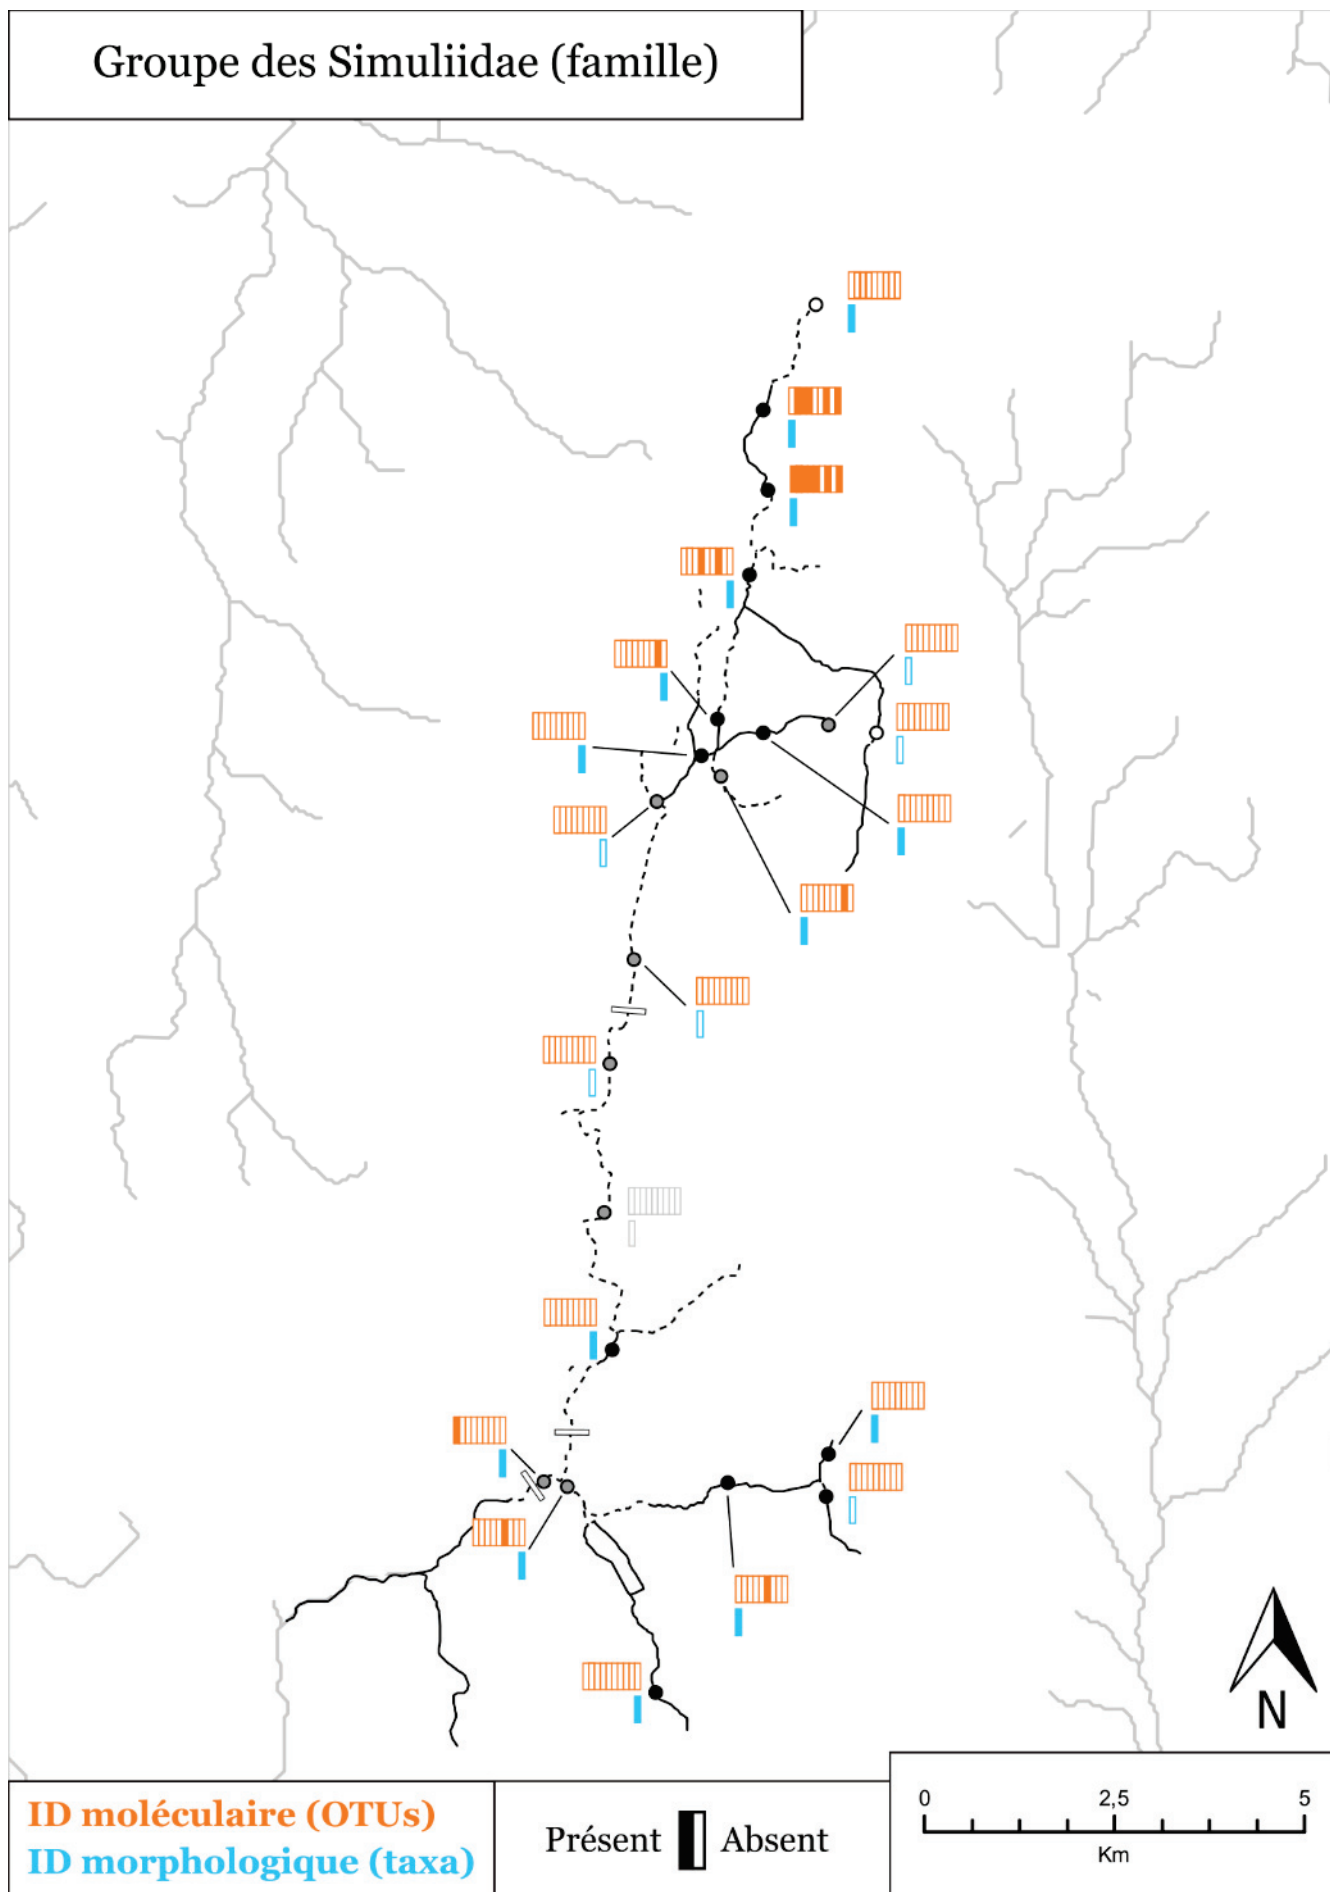 Groupe des Simuliidae (famille)
N
ID moléculaire (OTUs)
ID morphologique (taxa)
Présent Absent
0 2,5 5
Km